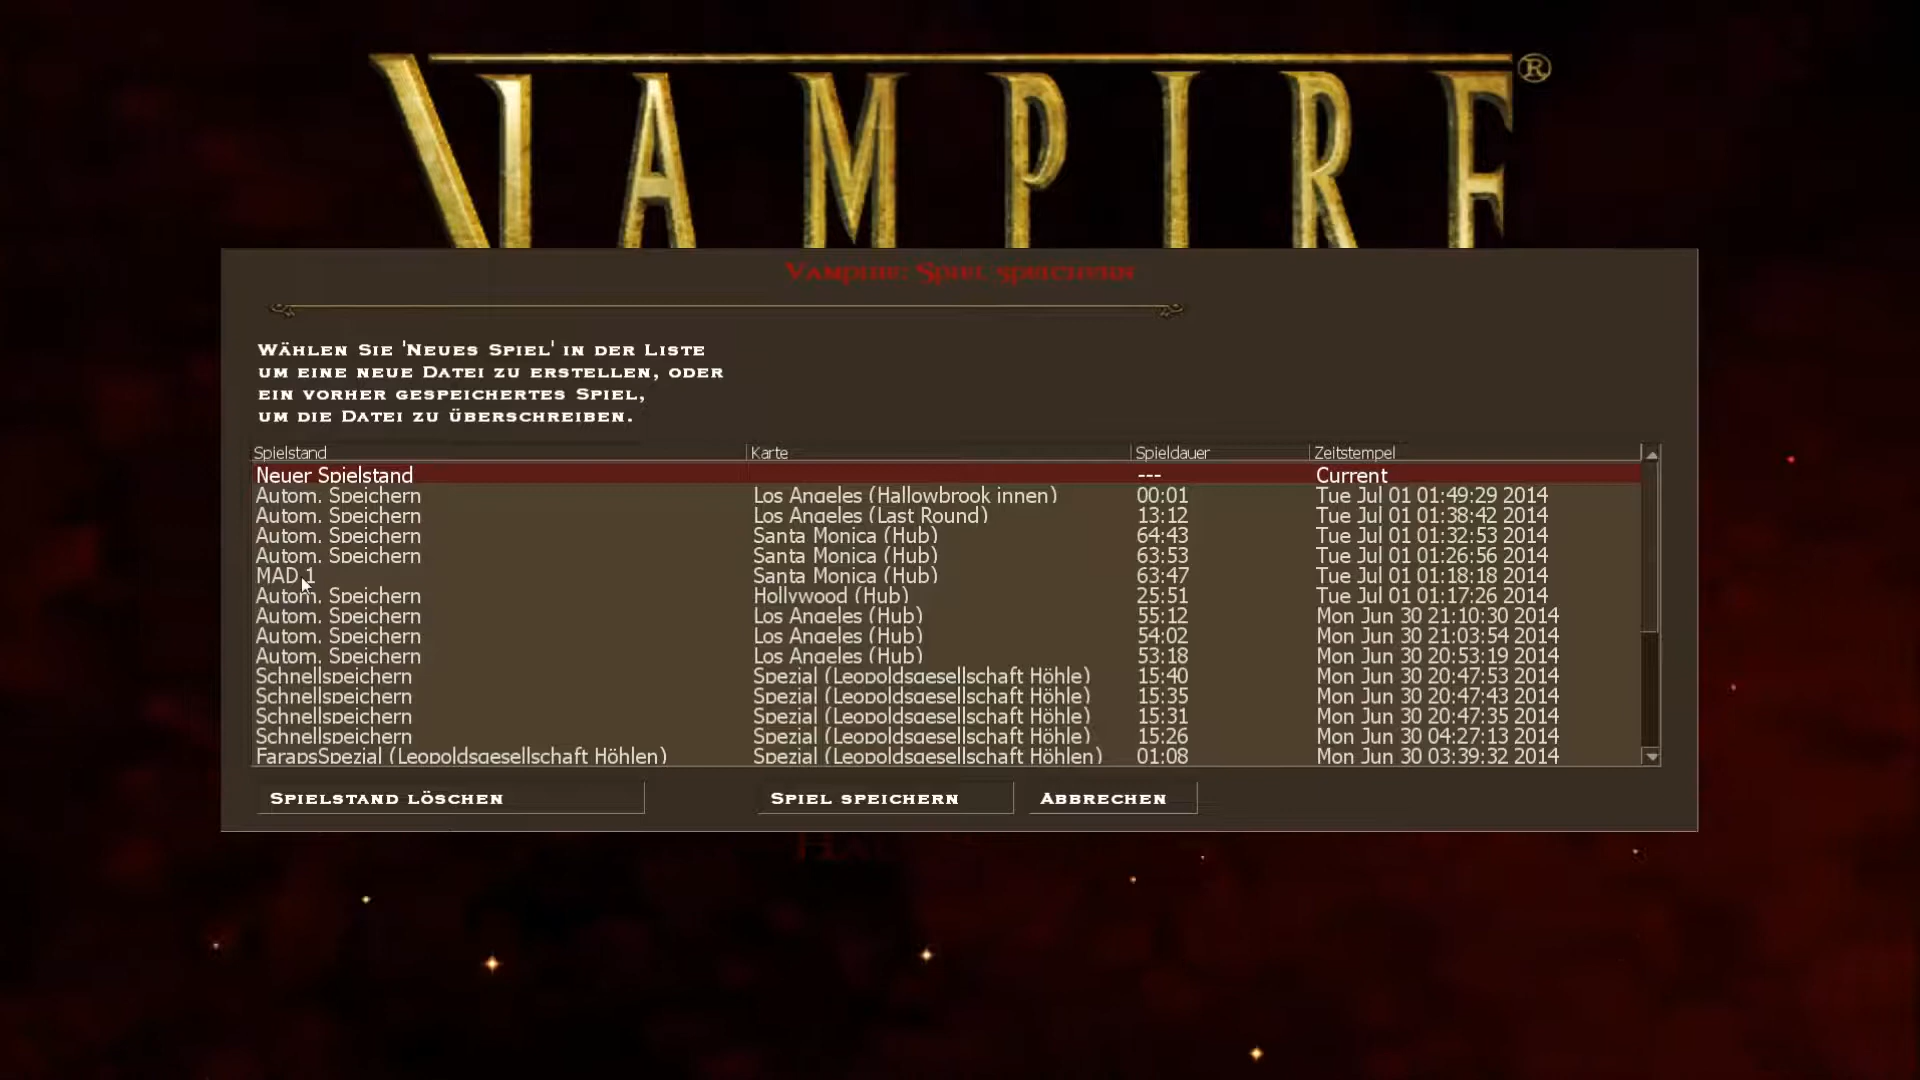 VAMPIRE®
Vampire: Spiel speichern
Wählen Sie 'Neues Spiel' in der Liste
um eine neue Datei zu erstellen, oder
ein vorher gespeichertes Spiel,
um die Datei zu überschreiben.
Spielstand Karte Spieldauer Zeitstempel
Neuer Spielstand --- Current
Autom. Speichern Los Angeles (Hallowbrook innen) 00:01 Tue Jul 01 01:49:29 2014
Autom. Speichern Los Angeles (Last Round) 13:12 Tue Jul 01 01:38:42 2014
Autom. Speichern Santa Monica (Hub) 64:43 Tue Jul 01 01:32:53 2014
Autom. Speichern Santa Monica (Hub) 63:53 Tue Jul 01 01:26:56 2014
MAD 1 Santa Monica (Hub) 63:47 Tue Jul 01 01:18:18 2014
Autom. Speichern Hollywood (Hub) 25:51 Tue Jul 01 01:17:26 2014
Autom. Speichern Los Angeles (Hub) 55:12 Mon Jun 30 21:10:30 2014
Autom. Speichern Los Angeles (Hub) 54:02 Mon Jun 30 21:03:54 2014
Autom. Speichern Los Angeles (Hub) 53:18 Mon Jun 30 20:53:19 2014
Schnellspeichern Spezial (Leopoldsgesellschaft Höhle) 15:40 Mon Jun 30 20:47:53 2014
Schnellspeichern Spezial (Leopoldsgesellschaft Höhle) 15:35 Mon Jun 30 20:47:43 2014
Schnellspeichern Spezial (Leopoldsgesellschaft Höhle) 15:31 Mon Jun 30 20:47:35 2014
Schnellspeichern Spezial (Leopoldsgesellschaft Höhle) 15:26 Mon Jun 30 04:27:13 2014
FarapsSpezial (Leopoldsgesellschaft Höhlen) Spezial (Leopoldsgesellschaft Höhlen) 01:08 Mon Jun 30 03:39:32 2014
Spielstand löschen Spiel speichern Abbrechen